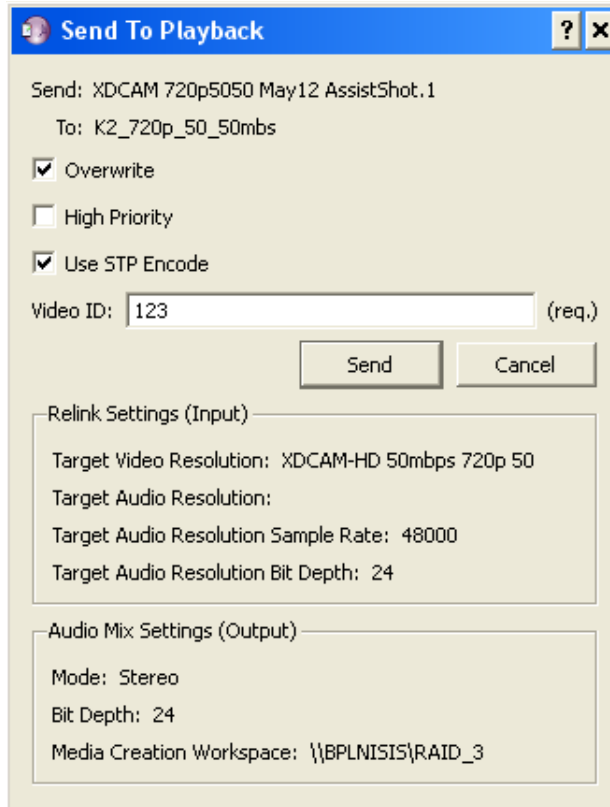 Send To Playback
Send: XDCAM 720p5050 May12 AssistShot.1
To: K2_720p_50_50mbs
Overwrite
High Priority
Use STP Encode
Video ID: 123 (req.)
Send Cancel
Relink Settings (Input)
Target Video Resolution: XDCAM-HD 50mbps 720p 50
Target Audio Resolution:
Target Audio Resolution Sample Rate: 48000
Target Audio Resolution Bit Depth: 24
Audio Mix Settings (Output)
Mode: Stereo
Bit Depth: 24
Media Creation Workspace: \\BPLNISIS\RAID_3